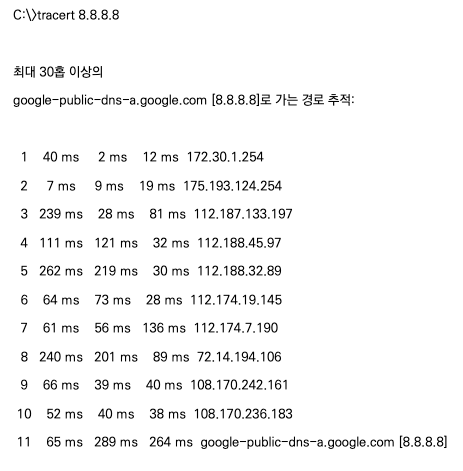 C:\>tracert 8.8.8.8
최대 30홉 이상의
google-public-dns-a.google.com [8.8.8.8]로 가는 경로 추적:
1 40 ms 2 ms 12 ms 172.30.1.254
2 7 ms 9 ms 19 ms 175.193.124.254
3 239 ms 28 ms 81 ms 112.187.133.197
4 111 ms 121 ms 32 ms 112.188.45.97
5 262 ms 219 ms 30 ms 112.188.32.89
6 64 ms 73 ms 28 ms 112.174.19.145
7 61 ms 56 ms 136 ms 112.174.7.190
8 240 ms 201 ms 89 ms 72.14.194.106
9 66 ms 39 ms 40 ms 108.170.242.161
10 52 ms 40 ms 38 ms 108.170.236.183
11 65 ms 289 ms 264 ms google-public-dns-a.google.com [8.8.8.8]